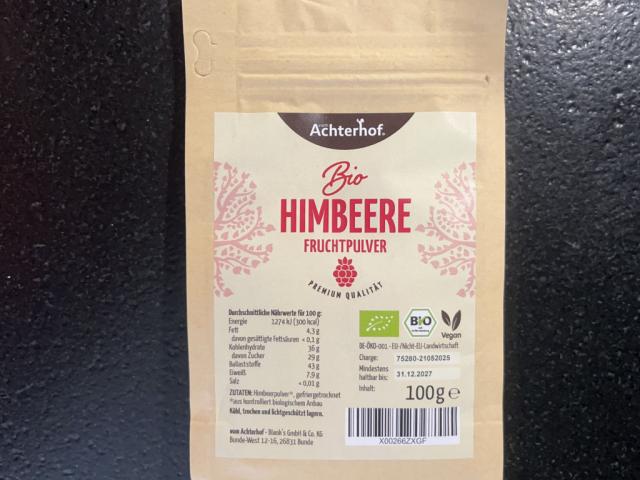 vom Achterhof®
Bio
HIMBEERE
FRUCHTPULVER
PREMIUM QUALITÄT
Durchschnittliche Nährwerte für 100 g:
Energie 1274 kJ (300 kcal)
Fett 4,3 g
davon gesättigte Fettsäuren < 0,1 g
Kohlenhydrate 36 g
davon Zucker 29 g
Ballaststoffe 43 g
Eiweiß 7,9 g
Salz < 0,01 g
ZUTATEN: Himbeerpulver*, gefriergetrocknet
*aus kontrolliert biologischem Anbau
Kühl, trocken und lichtgeschützt lagern.
vom Achterhof - Blank's GmbH & Co. KG
Bunde-West 12-16, 26831 Bunde
BIO
Vegan
DE-ÖKO-001 - EU-/Nicht-EU-Landwirtschaft
Charge: 75280-21052025
Mindestens
haltbar bis: 31.12.2027
Inhalt: 100g e
X00266ZXGF